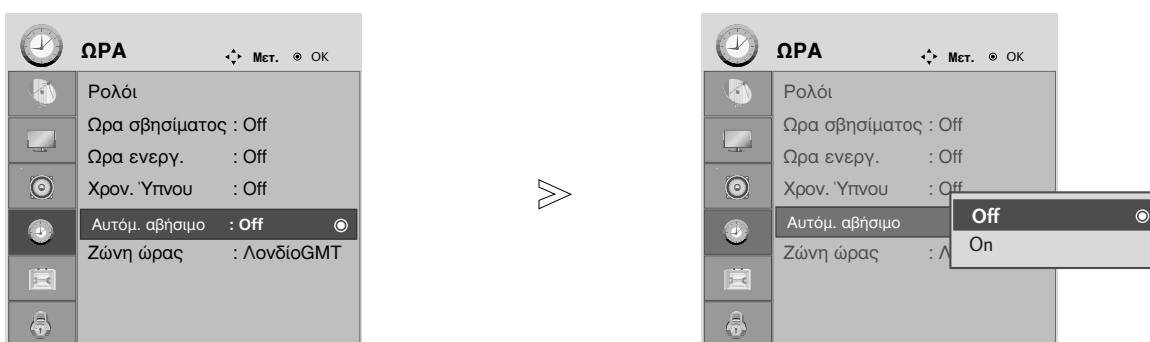 ΩΡΑ Μετ. OK
Ρολόι
Ωρα σβησίματος : Off
Ωρα ενεργ. : Off
Χρον. Ύπνου : Off
Αυτόμ. αβήσιμο : Off
Ζώνη ώρας : ΛονδίοGMT
ΩΡΑ Μετ. OK
Ρολόι
Ωρα σβησίματος : Off
Ωρα ενεργ. : Off
Χρον. Ύπνου : Off
Αυτόμ. αβήσιμο
Ζώνη ώρας : Λ
Off
On